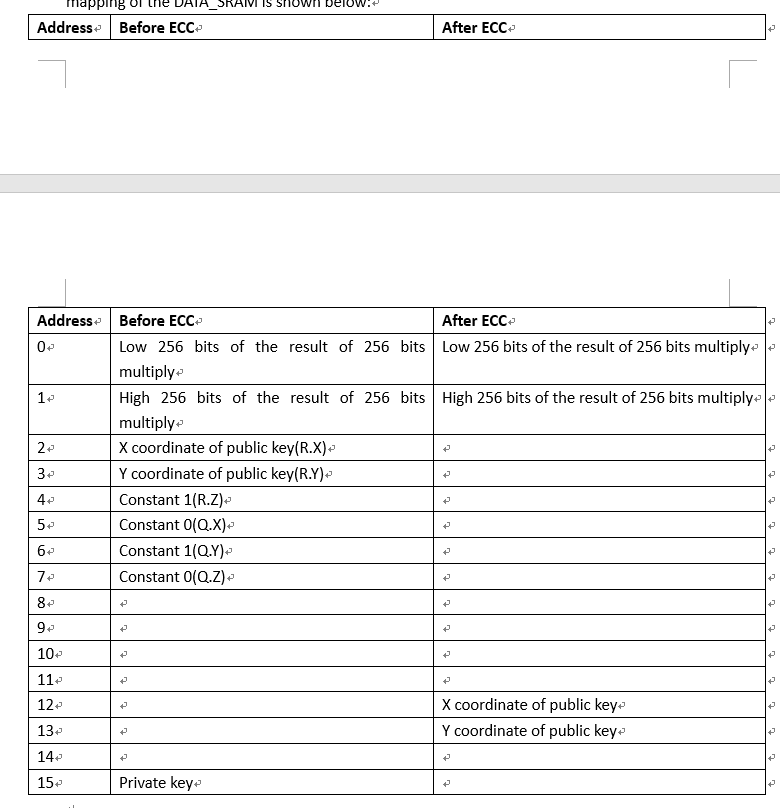 mapping of the DATA_SRAM is shown below:
Address Before ECC After ECC
Address Before ECC After ECC
0 Low 256 bits of the result of 256 bits multiply Low 256 bits of the result of 256 bits multiply
1 High 256 bits of the result of 256 bits multiply High 256 bits of the result of 256 bits multiply
2 X coordinate of public key(R.X)
3 Y coordinate of public key(R.Y)
4 Constant 1(R.Z)
5 Constant 0(Q.X)
6 Constant 1(Q.Y)
7 Constant 0(Q.Z)
8
9
10
11
12 X coordinate of public key
13 Y coordinate of public key
14
15 Private key